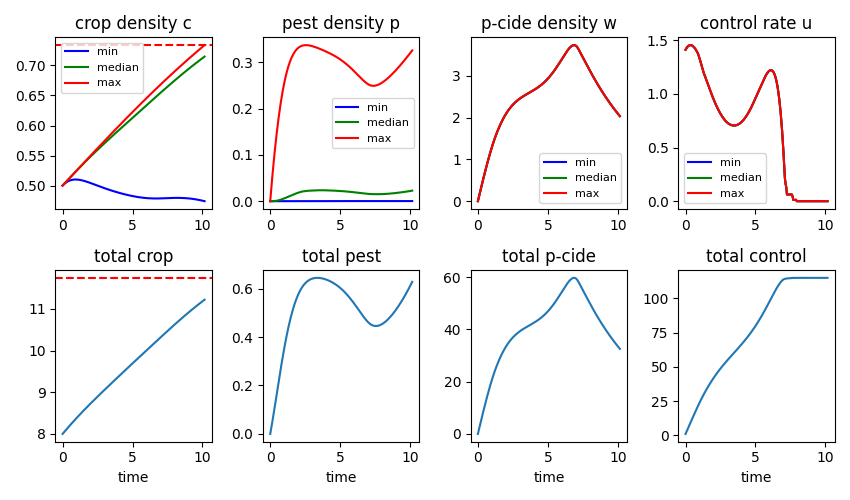 crop density c
pest density p
p-cide density w
control rate u
0.70
0.65
0.60
0.55
0.50
min
median
max
0 5 10
0.3
0.2
0.1
0.0
min
median
max
0 5 10
3
2
1
0
min
median
max
0 5 10
1.5
1.0
0.5
0.0
min
median
max
0 5 10
total crop
total pest
total p-cide
total control
11
10
9
8
0 5 10
time
0.6
0.4
0.2
0.0
0 5 10
time
60
40
20
0
0 5 10
time
100
75
50
25
0
0 5 10
time